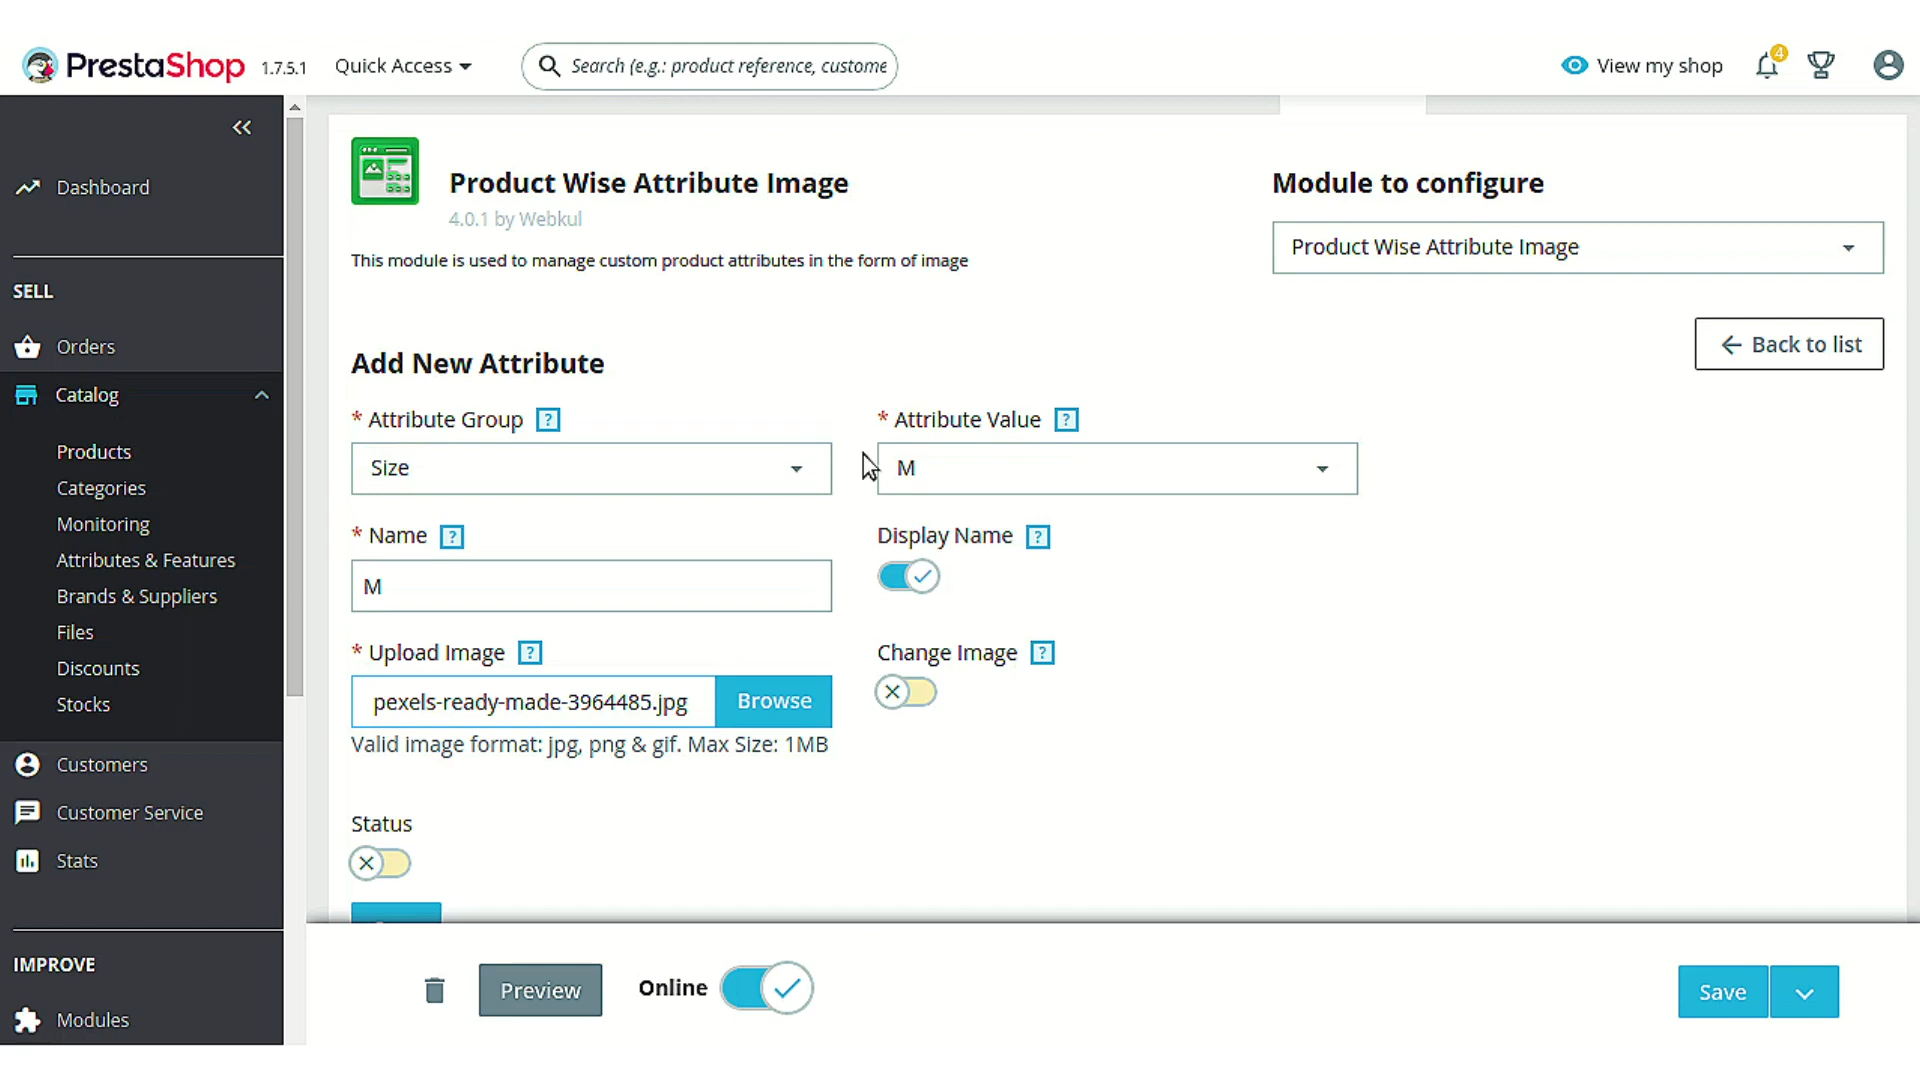 PrestaShop 1.7.5.1 Quick Access Search (e.g.: product reference, custome View my shop 4
Dashboard
SELL
Orders
Catalog
Products
Categories
Monitoring
Attributes & Features
Brands & Suppliers
Files
Discounts
Stocks
Customers
Customer Service
Stats
IMPROVE
Modules
Product Wise Attribute Image
4.0.1 by Webkul
This module is used to manage custom product attributes in the form of image
Module to configure
Product Wise Attribute Image
Back to list
Add New Attribute
* Attribute Group ? * Attribute Value ?
Size M
* Name ? Display Name ?
M
* Upload Image ? Change Image ?
pexels-ready-made-3964485.jpg Browse
Valid image format: jpg, png & gif. Max Size: 1MB
Status
Preview Online Save